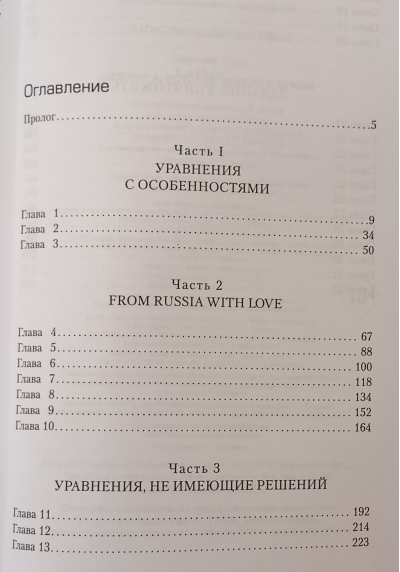 Оглавление
Пролог...........................................................5
Часть I
УРАВНЕНИЯ
С ОСОБЕННОСТЯМИ
Глава 1...........................................................9
Глава 2...........................................................34
Глава 3...........................................................50
Часть 2
FROM RUSSIA WITH LOVE
Глава 4...........................................................67
Глава 5...........................................................88
Глава 6...........................................................100
Глава 7...........................................................118
Глава 8...........................................................134
Глава 9...........................................................152
Глава 10...........................................................164
Часть 3
УРАВНЕНИЯ, НЕ ИМЕЮЩИЕ РЕШЕНИЙ
Глава 11...........................................................192
Глава 12...........................................................214
Глава 13...........................................................223